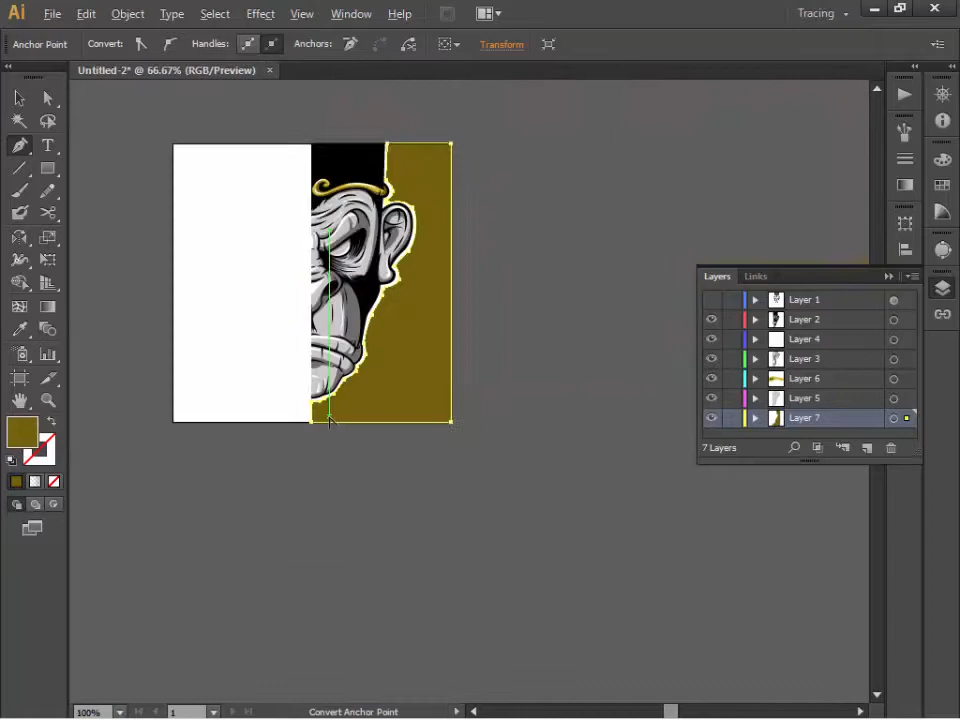 Ai File Edit Object Type Select Effect View Window Help Tracing
Anchor Point Convert: Handles: Anchors: Transform
Untitled-2* @ 66.67% (RGB/Preview)
Layers Links
Layer 1
Layer 2
Layer 4
Layer 3
Layer 6
Layer 5
Layer 7
7 Layers
100% 1 Convert Anchor Point